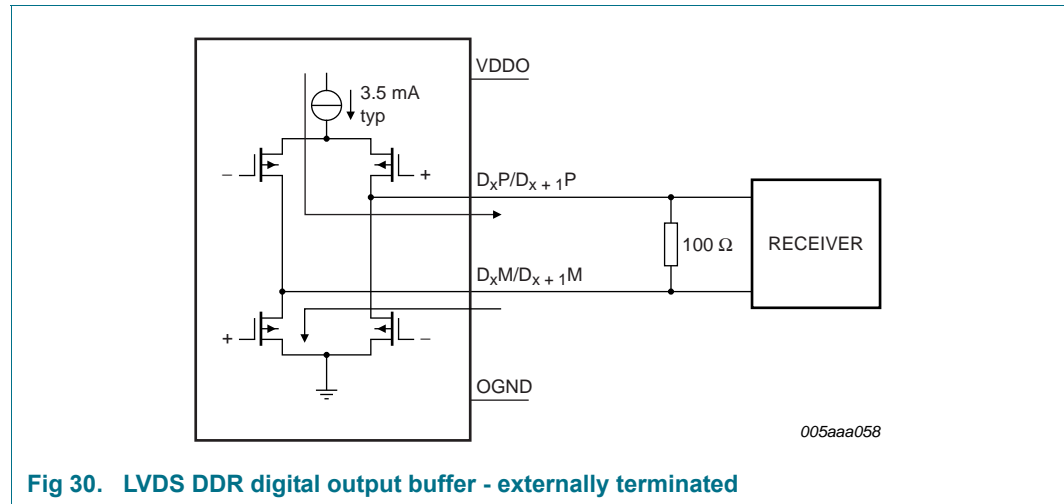 VDDO
3.5 mA
typ
−
+
DxP/Dx + 1P
100 Ω
RECEIVER
DxM/Dx + 1M
+
−
OGND
005aaa058
Fig 30. LVDS DDR digital output buffer - externally terminated